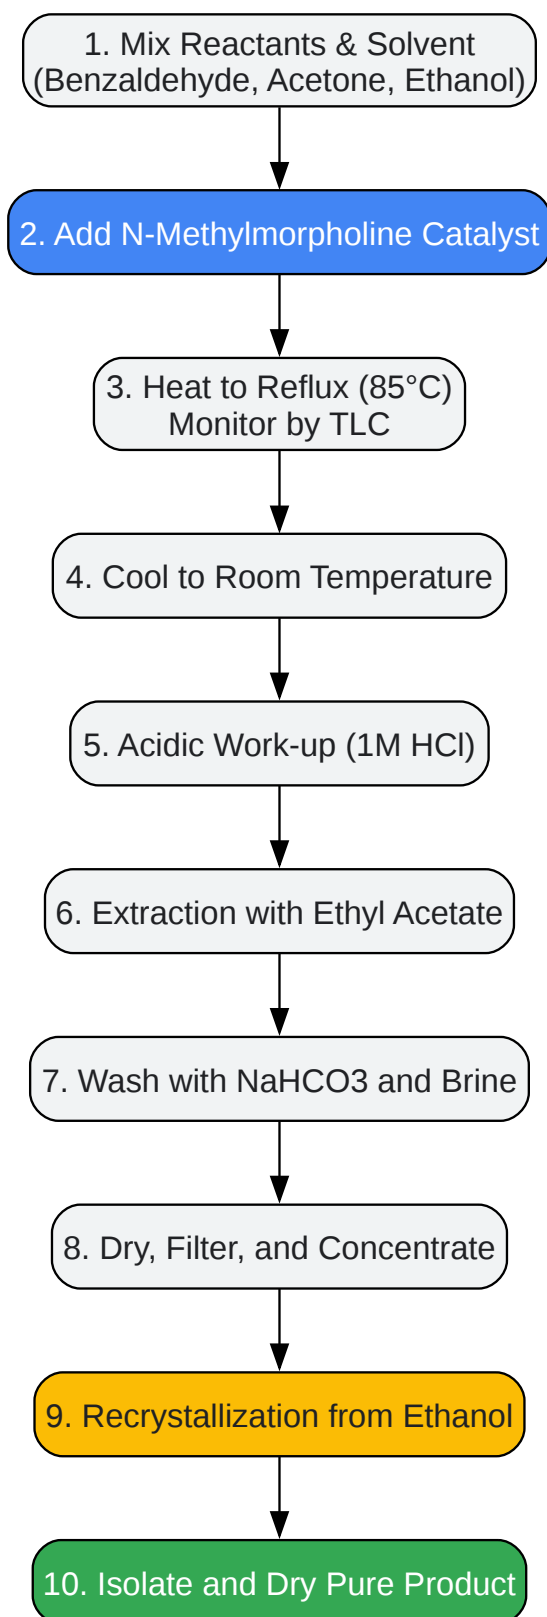 1. Mix Reactants & Solvent
(Benzaldehyde, Acetone, Ethanol)
2. Add N-Methylmorpholine Catalyst
3. Heat to Reflux (85°C)
Monitor by TLC
4. Cool to Room Temperature
5. Acidic Work-up (1M HCl)
6. Extraction with Ethyl Acetate
7. Wash with NaHCO3 and Brine
8. Dry, Filter, and Concentrate
9. Recrystallization from Ethanol
10. Isolate and Dry Pure Product